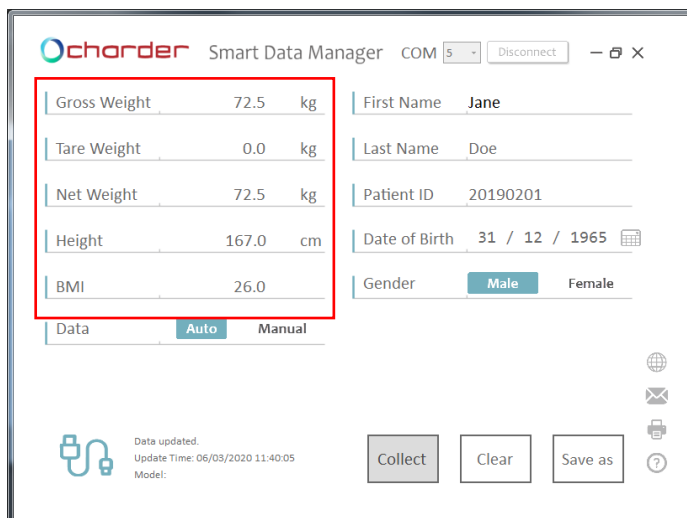 charder Smart Data Manager COM 5 Disconnect
Gross Weight 72.5 kg First Name Jane
Tare Weight 0.0 kg Last Name Doe
Net Weight 72.5 kg Patient ID 20190201
Height 167.0 cm Date of Birth 31 / 12 / 1965
BMI 26.0 Gender Male Female
Data Auto Manual
Data updated.
Update Time: 06/03/2020 11:40:05
Model:
Collect Clear Save as
?